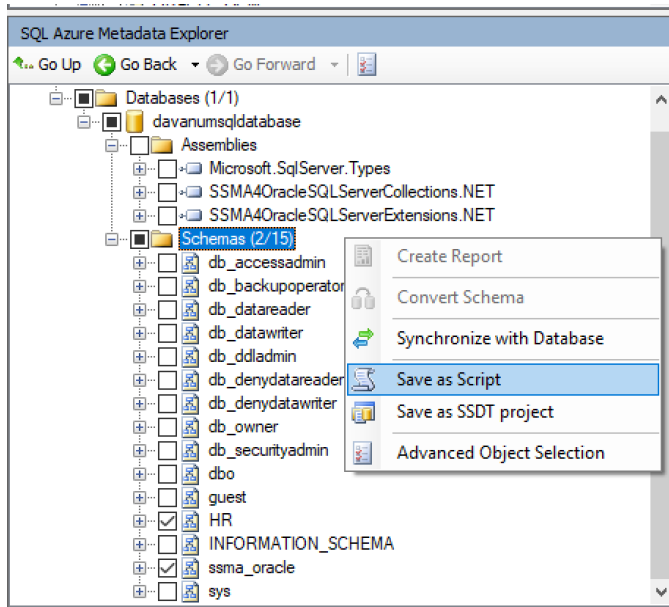 SQL Azure Metadata Explorer
Go Up Go Back Go Forward
Databases (1/1)
davanumsqldatabase
Assemblies
Microsoft.SqlServer.Types
SSMA4OracleSQLServerCollections.NET
SSMA4OracleSQLServerExtensions.NET
Schemas (2/15)
db_accessadmin
db_backupoperator
db_datareader
db_datawriter
db_ddladmin
db_denydatareader
db_denydatawriter
db_owner
db_securityadmin
dbo
guest
HR
INFORMATION_SCHEMA
ssma_oracle
sys
Create Report
Convert Schema
Synchronize with Database
Save as Script
Save as SSDT project
Advanced Object Selection